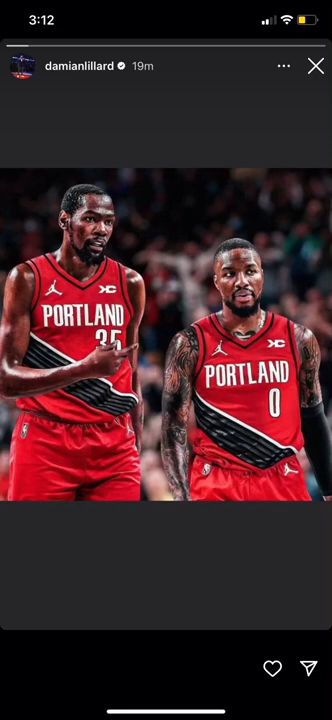 3:12
damianlillard 19m
PORTLAND
35
PORTLAND
0